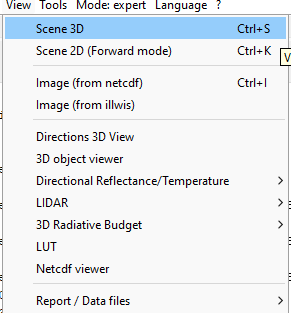 View Tools Mode: expert Language ?
Scene 3D Ctrl+S
Scene 2D (Forward mode) Ctrl+K
Image (from netcdf) Ctrl+I
Image (from illwis)
Directions 3D View
3D object viewer
Directional Reflectance/Temperature
LIDAR
3D Radiative Budget
LUT
Netcdf viewer
Report / Data files